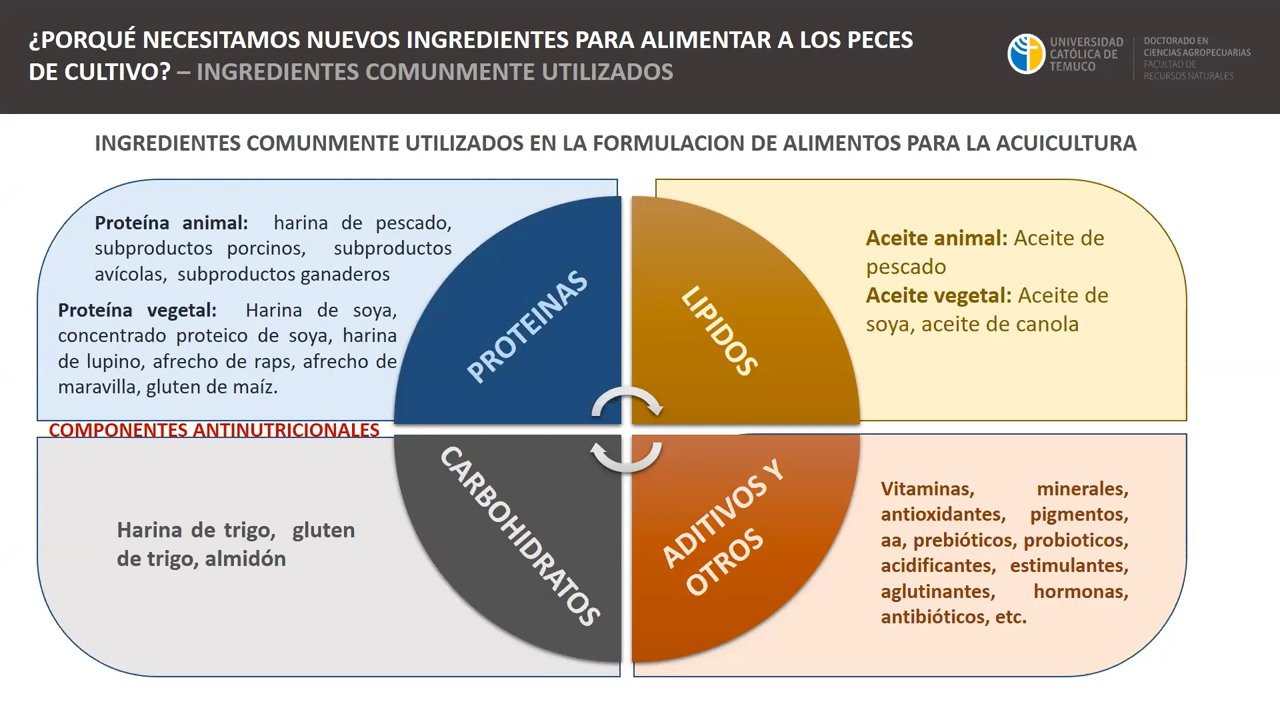 ¿PORQUÉ NECESITAMOS NUEVOS INGREDIENTES PARA ALIMENTAR A LOS PECES
DE CULTIVO? – INGREDIENTES COMUNMENTE UTILIZADOS
UNIVERSIDAD
CATÓLICA DE
TEMUCO
DOCTORADO EN
CIENCIAS AGROPECUARIAS
FACULTAD DE
RECURSOS NATURALES
INGREDIENTES COMUNMENTE UTILIZADOS EN LA FORMULACION DE ALIMENTOS PARA LA ACUICULTURA
Proteína animal: harina de pescado,
subproductos porcinos, subproductos
avícolas, subproductos ganaderos
Proteína vegetal: Harina de soya,
concentrado proteico de soya, harina
de lupino, afrecho de raps, afrecho de
maravilla, gluten de maíz.
COMPONENTES ANTINUTRICIONALES
PROTEINAS
LIPIDOS
Aceite animal: Aceite de
pescado
Aceite vegetal: Aceite de
soya, aceite de canola
Harina de trigo, gluten
de trigo, almidón
CARBOHIDRATOS
ADITIVOS Y
OTROS
Vitaminas, minerales,
antioxidantes, pigmentos,
aa, prebióticos, probioticos,
acidificantes, estimulantes,
aglutinantes, hormonas,
antibióticos, etc.